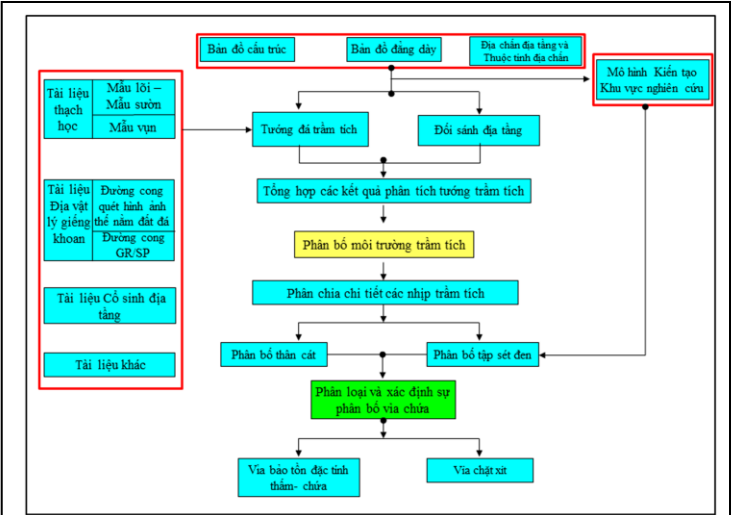 Bản đồ cấu trúc
Bản đồ đẳng dày
Địa chấn địa tầng và
Thuộc tính địa chấn
Mô hình Kiến tạo
Khu vực nghiên cứu
Tài liệu
thạch
học
Mẫu lõi –
Mẫu sườn
Mẫu vụn
Tướng đá trầm tích
Đối sánh địa tầng
Tài liệu
Địa vật
lý giếng
khoan
Đường cong
quét hình ảnh
thế nằm đất đá
Đường cong
GR/SP
Tổng hợp các kết quả phân tích tướng trầm tích
Phân bố môi trường trầm tích
Tài liệu Cổ sinh địa
tầng
Phân chia chi tiết các nhịp trầm tích
Tài liệu khác
Phân bố thân cát
Phân bố tập sét đen
Phân loại và xác định sự
phân bố vỉa chứa
Vỉa bảo tồn đặc tính
thấm- chứa
Vỉa chặt xít